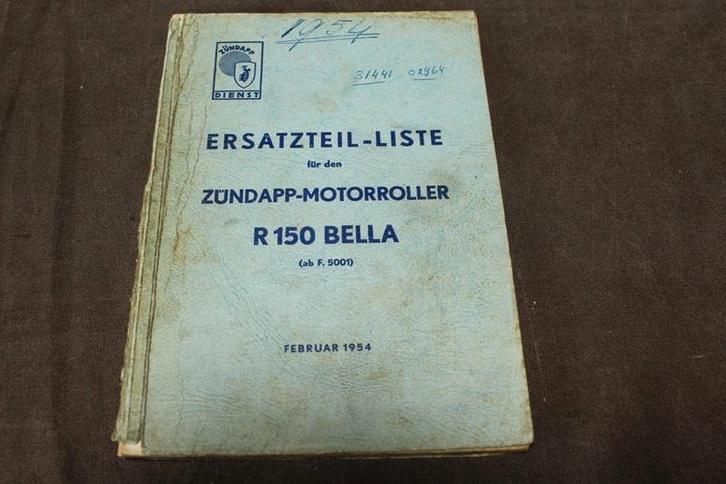 1954
ZÜNDAPP
DIENST
31441 02964
ERSATZTEIL-LISTE
für den
ZÜNDAPP-MOTORROLLER
R 150 BELLA
(ab F. 5001)
FEBRUAR 1954